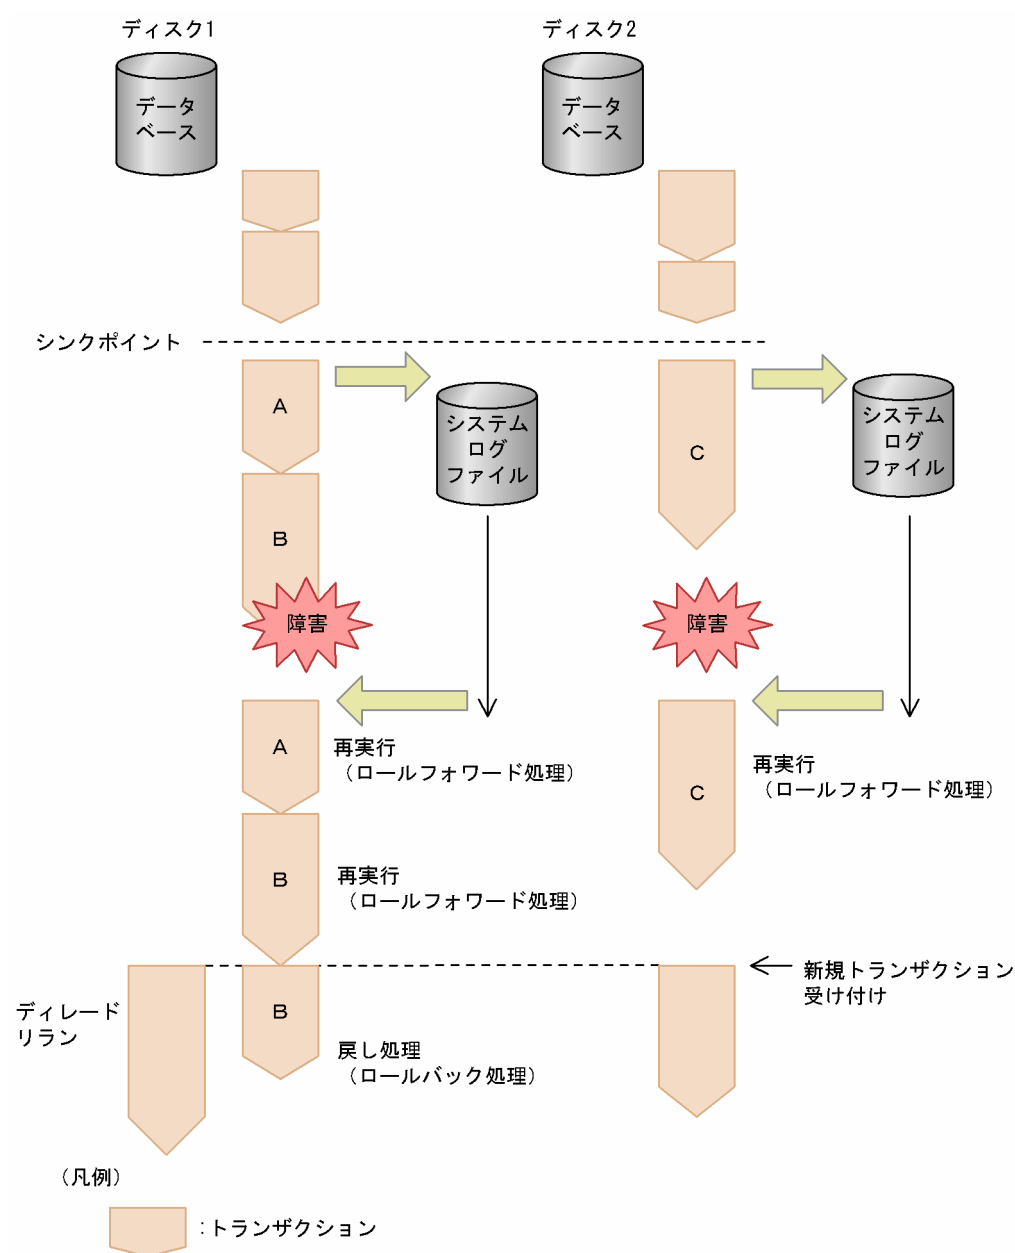 ディスク1
ディスク2
データ
ベース
データ
ベース
シンクポイント
A
システム
ログ
ファイル
C
システム
ログ
ファイル
B
障害
障害
A
再実行
（ロールフォワード処理）
C
再実行
（ロールフォワード処理）
B
再実行
（ロールフォワード処理）
新規トランザクション
受け付け
ディレード
リラン
B
戻し処理
（ロールバック処理）
（凡例）
：トランザクション